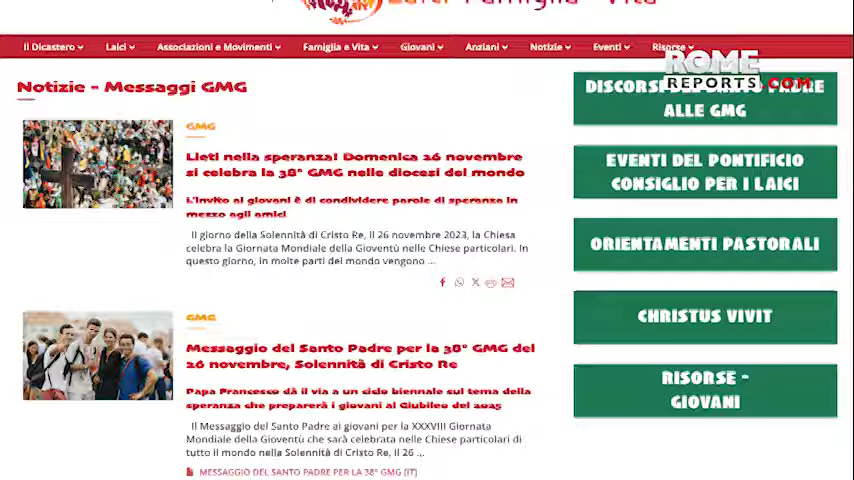 Laici Famiglia - Vita
Il Dicastero
Laici
Associazioni e Movimenti
Famiglia e Vita
Giovani
Anziani
Notizie
Eventi
Risorse
ROME
REPORTS.COM
Notizie - Messaggi GMG
GMG
Lieti nella speranza! Domenica 26 novembre
si celebra la 38° GMG nelle diocesi del mondo
L'invito ai giovani è di condividere parole di speranza in
mezzo agli amici
Il giorno della Solennità di Cristo Re, il 26 novembre 2023, la Chiesa
celebra la Giornata Mondiale della Gioventù nelle Chiese particolari. In
questo giorno, in molte parti del mondo vengono ...
GMG
Messaggio del Santo Padre per la 38° GMG del
26 novembre, Solennità di Cristo Re
Papa Francesco dà il via a un ciclo biennale sul tema della
speranza che preparerà i giovani al Giubileo del 2025
Il Messaggio del Santo Padre ai giovani per la XXXVIII Giornata
Mondiale della Gioventù che sarà celebrata nelle Chiese particolari di
tutto il mondo nella Solennità di Cristo Re, il 26 ...
MESSAGGIO DEL SANTO PADRE PER LA 38° GMG [IT]
DISCORSI DEL SANTO PADRE
ALLE GMG
EVENTI DEL PONTIFICIO
CONSIGLIO PER I LAICI
ORIENTAMENTI PASTORALI
CHRISTUS VIVIT
RISORSE -
GIOVANI